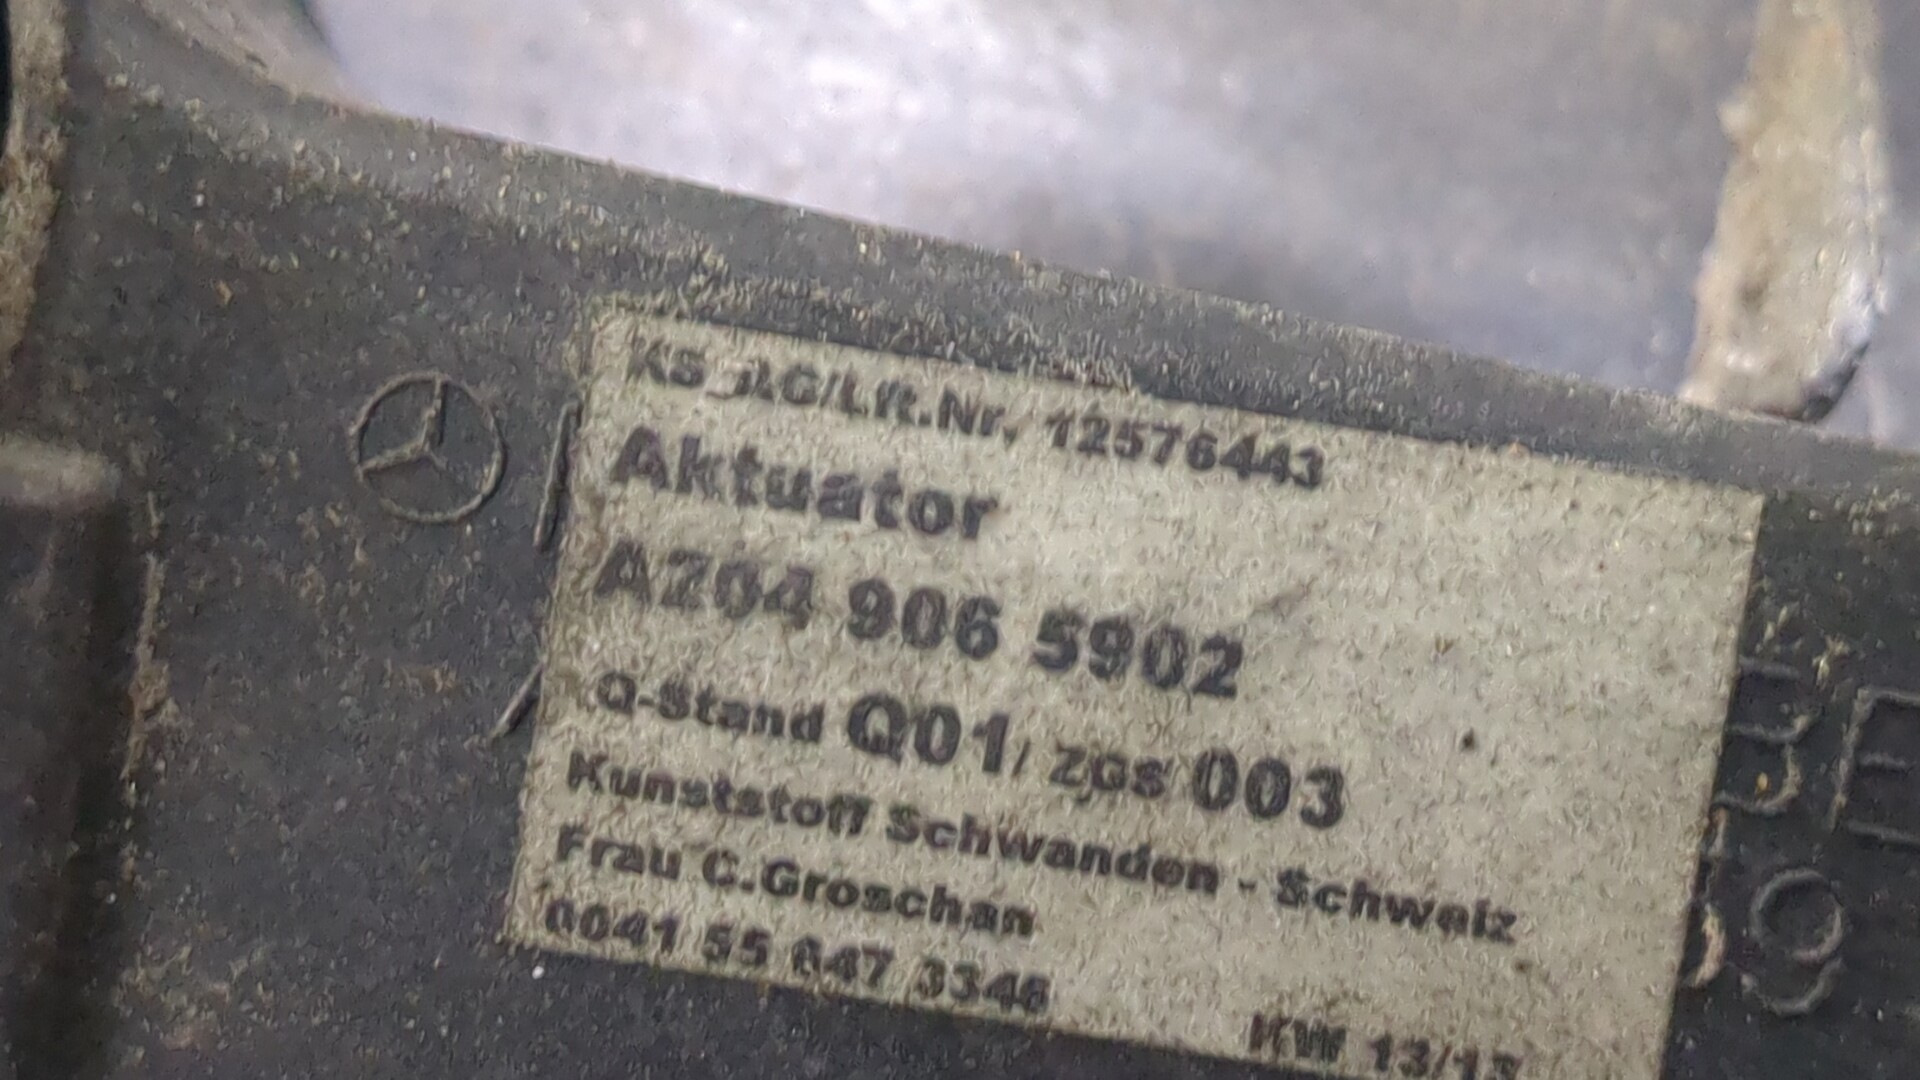 KS AG/Lft.Nr. 12576443
Aktuator
A204 906 5902
Q-Stand Q01/ ZGS 003
Kunststoff Schwanden - Schweiz
Frau C.Groschan
0041 55 647 3346
KW 13/13